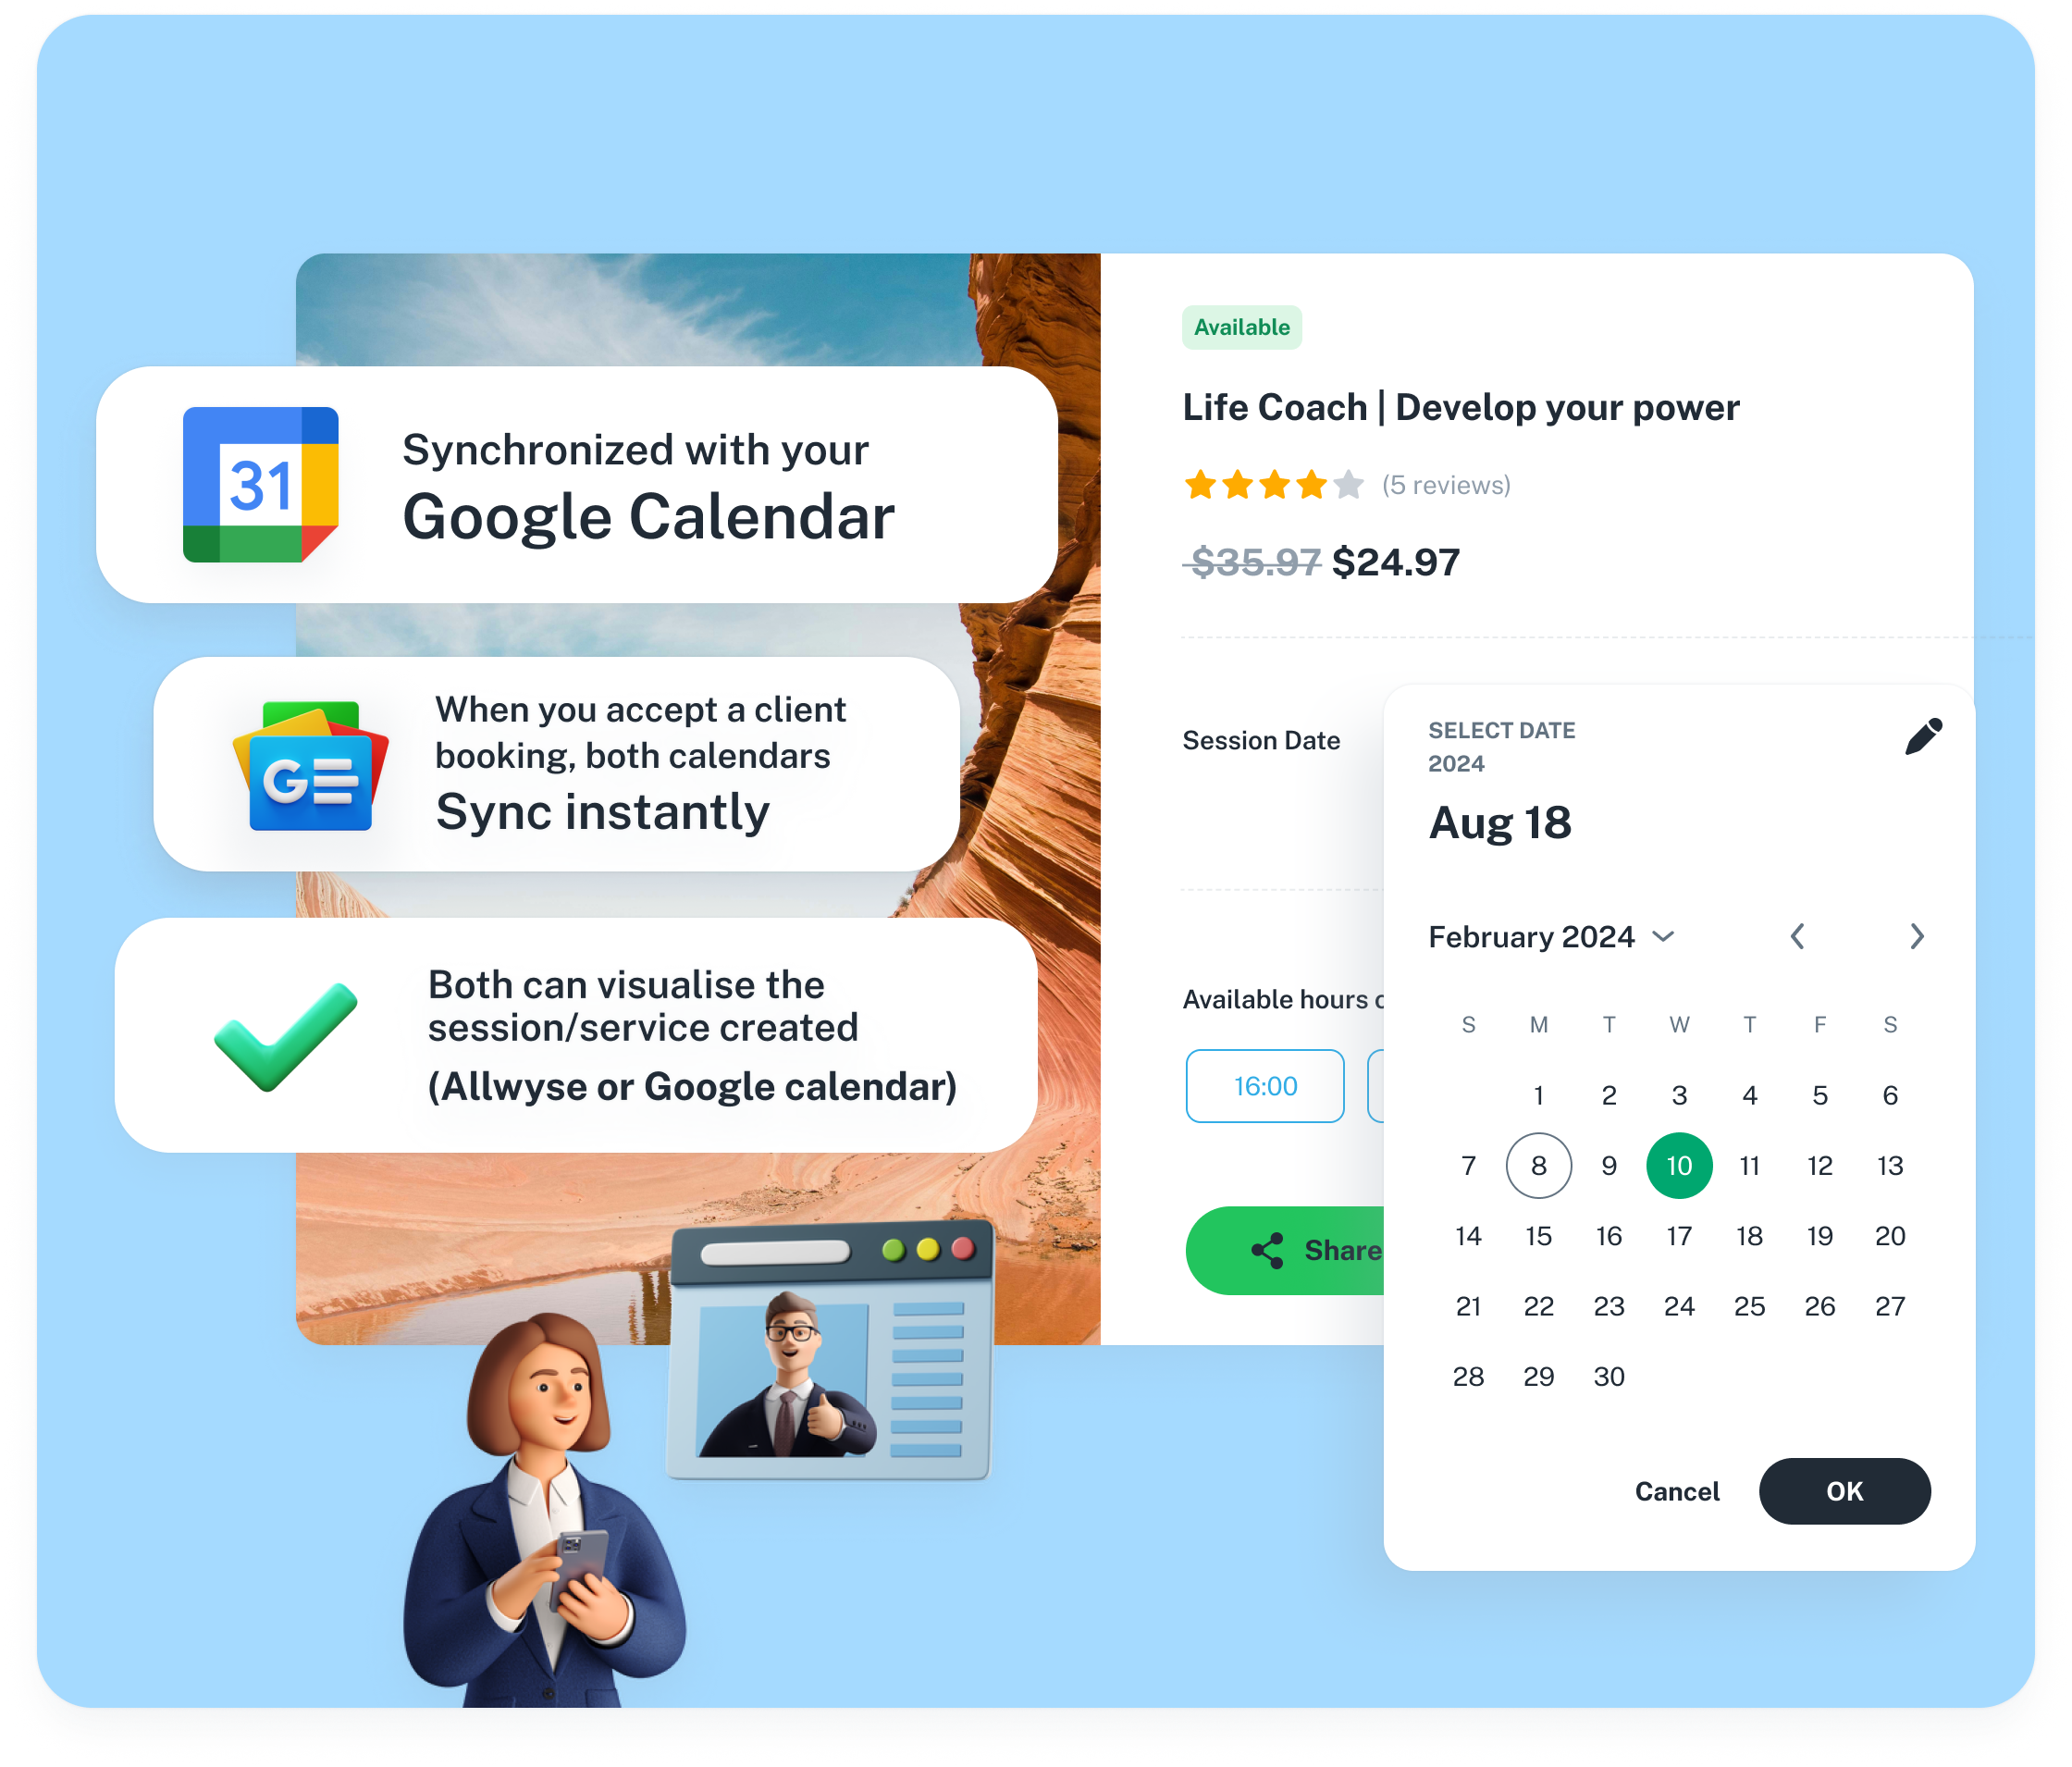 31
Synchronized with your
Google Calendar
GE
When you accept a client
booking, both calendars
Sync instantly
Both can visualise the
session/service created
(Allwyse or Google calendar)
Available
Life Coach | Develop your power
(5 reviews)
$35.97 $24.97
Session Date
Available hours
16:00
Share
SELECT DATE
2024
Aug 18
February 2024
S M T W T F S
1 2 3 4 5 6
7 8 9 10 11 12 13
14 15 16 17 18 19 20
21 22 23 24 25 26 27
28 29 30
Cancel OK